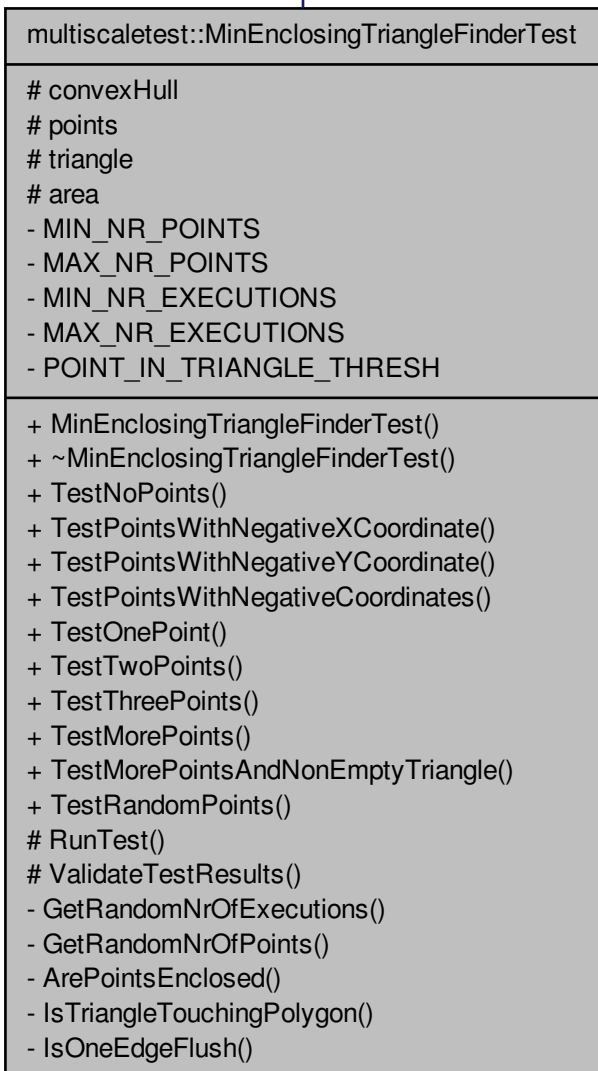 multiscaletest::MinEnclosingTriangleFinderTest
# convexHull
# points
# triangle
# area
- MIN_NR_POINTS
- MAX_NR_POINTS
- MIN_NR_EXECUTIONS
- MAX_NR_EXECUTIONS
- POINT_IN_TRIANGLE_THRESH
+ MinEnclosingTriangleFinderTest()
+ ~MinEnclosingTriangleFinderTest()
+ TestNoPoints()
+ TestPointsWithNegativeXCoordinate()
+ TestPointsWithNegativeYCoordinate()
+ TestPointsWithNegativeCoordinates()
+ TestOnePoint()
+ TestTwoPoints()
+ TestThreePoints()
+ TestMorePoints()
+ TestMorePointsAndNonEmptyTriangle()
+ TestRandomPoints()
# RunTest()
# ValidateTestResults()
- GetRandomNrOfExecutions()
- GetRandomNrOfPoints()
- ArePointsEnclosed()
- IsTriangleTouchingPolygon()
- IsOneEdgeFlush()